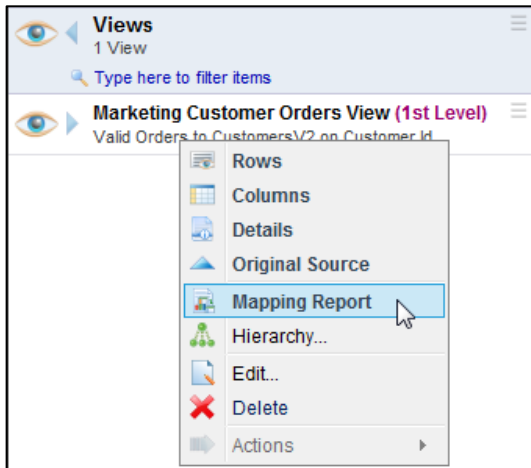 Views
1 View
Type here to filter items
Marketing Customer Orders View (1st Level)
Valid Orders to CustomersV2 on Customer Id
Rows
Columns
Details
Original Source
Mapping Report
Hierarchy...
Edit...
Delete
Actions